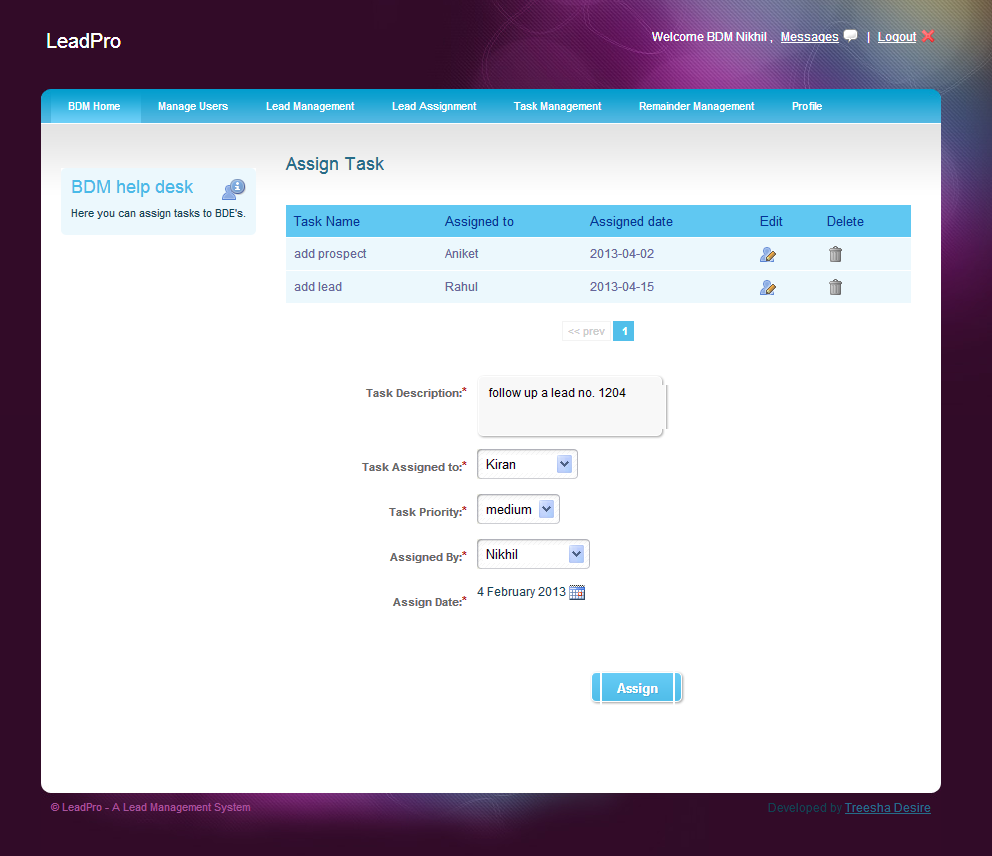 LeadPro
Welcome BDM Nikhil , Messages | Logout
BDM Home Manage Users Lead Management Lead Assignment Task Management Remainder Management Profile
Assign Task
BDM help desk
Here you can assign tasks to BDE's.
Task Name Assigned to Assigned date Edit Delete
add prospect Aniket 2013-04-02
add lead Rahul 2013-04-15
<< prev 1
Task Description:* follow up a lead no. 1204
Task Assigned to:* Kiran
Task Priority:* medium
Assigned By:* Nikhil
Assign Date:* 4 February 2013
Assign
© LeadPro - A Lead Management System Developed by Treesha Desire